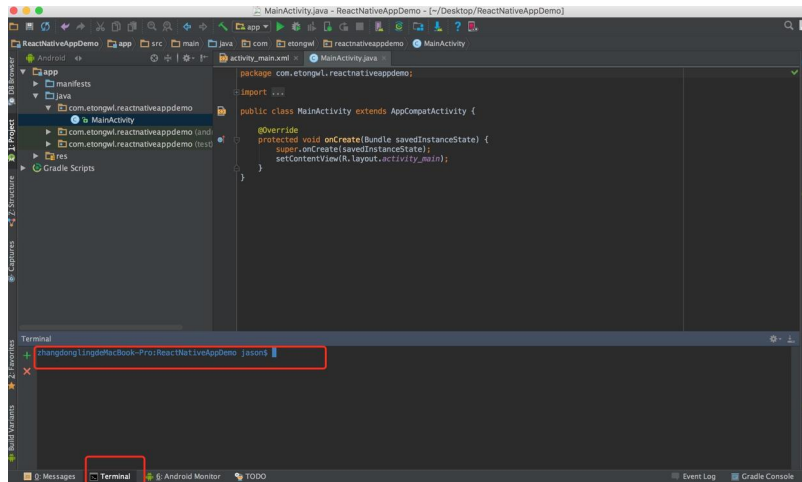 MainActivity.java - ReactNativeAppDemo - [~/Desktop/ReactNativeAppDemo]
app
ReactNativeAppDemo app src main java com etongwl reactnativeappdemo MainActivity
Android
activity_main.xml × MainActivity.java ×
DB Browser
1: Project
Z: Structure
Captures
2: Favorites
Build Variants
app
manifests
java
com.etongwl.reactnativeappdemo
MainActivity
com.etongwl.reactnativeappdemo (and
com.etongwl.reactnativeappdemo (test)
res
Gradle Scripts
package com.etongwl.reactnativeappdemo;
import ...
public class MainActivity extends AppCompatActivity {
@Override
protected void onCreate(Bundle savedInstanceState) {
super.onCreate(savedInstanceState);
setContentView(R.layout.activity_main);
}
}
Terminal
zhangdonglingdeMacBook-Pro:ReactNativeAppDemo jason$
0: Messages Terminal 6: Android Monitor TODO Event Log Gradle Console